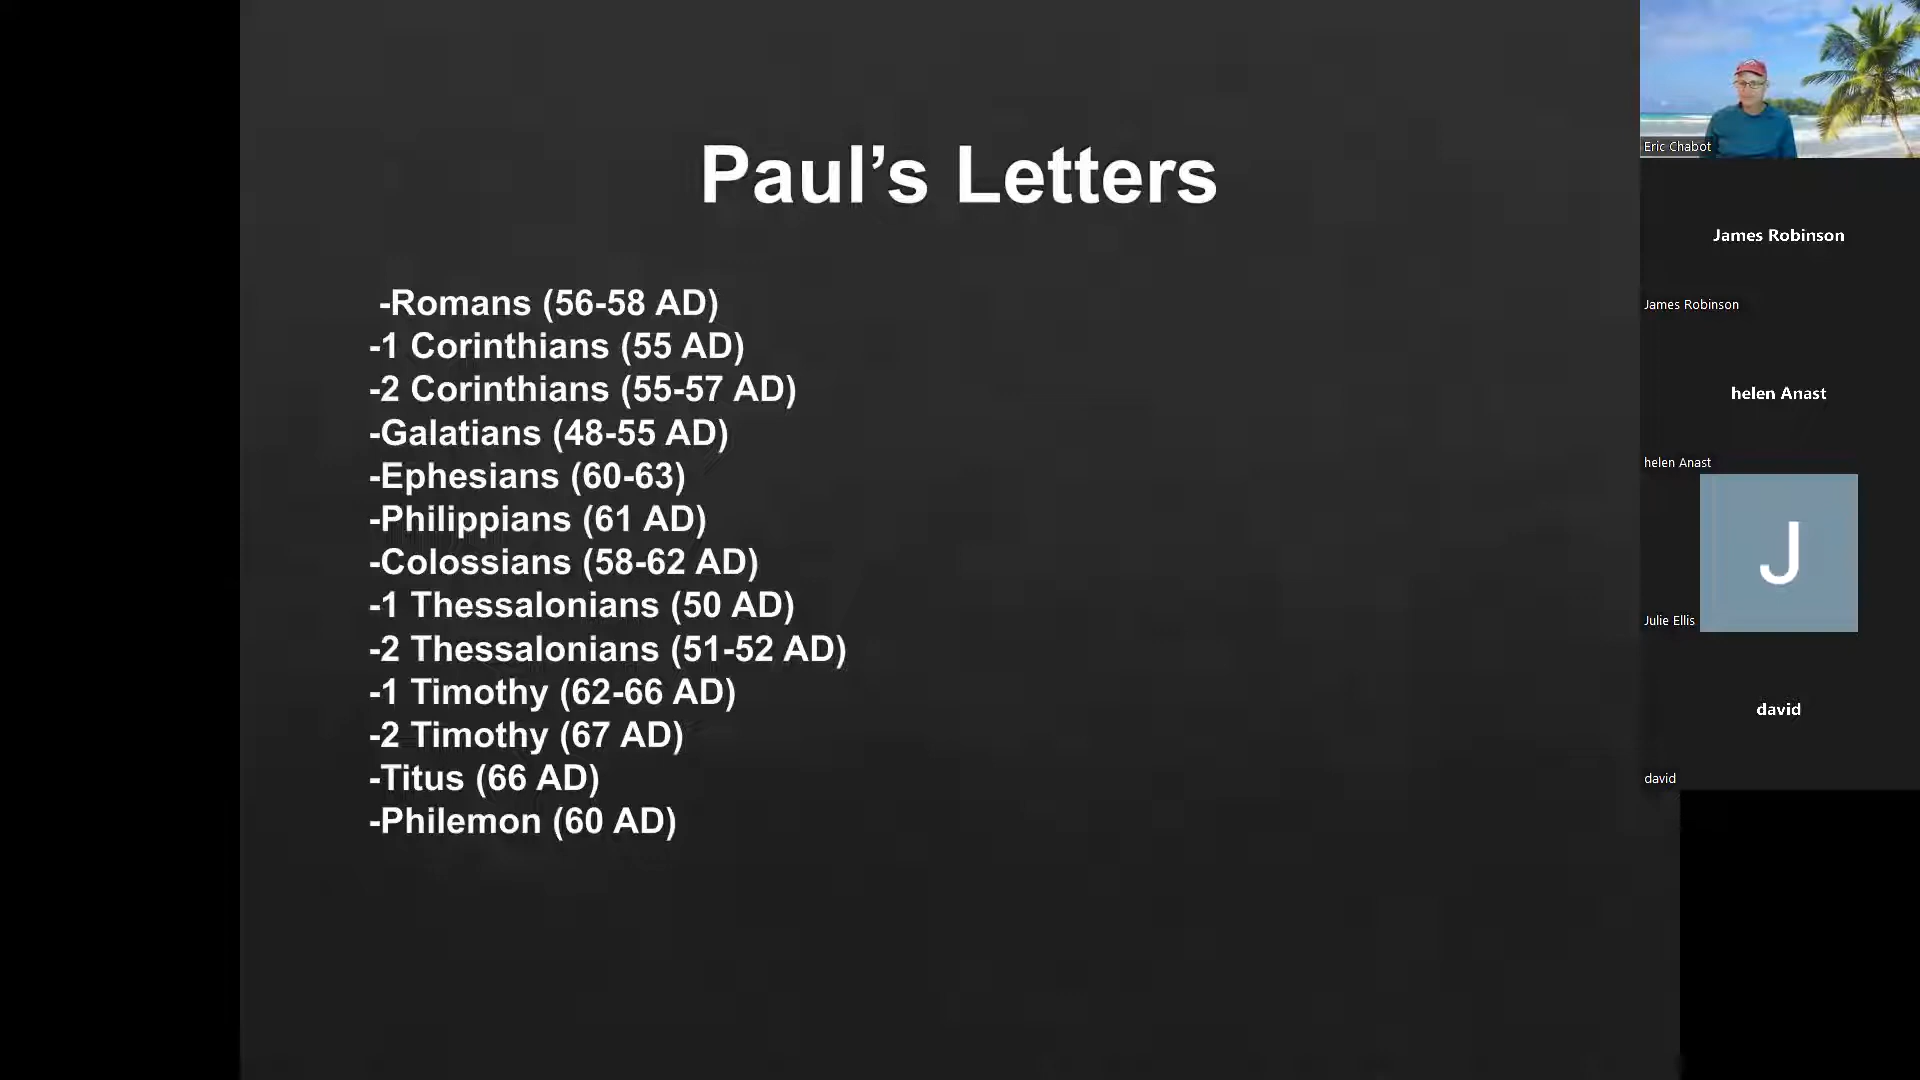 Paul’s Letters
-Romans (56-58 AD)
-1 Corinthians (55 AD)
-2 Corinthians (55-57 AD)
-Galatians (48-55 AD)
-Ephesians (60-63)
-Philippians (61 AD)
-Colossians (58-62 AD)
-1 Thessalonians (50 AD)
-2 Thessalonians (51-52 AD)
-1 Timothy (62-66 AD)
-2 Timothy (67 AD)
-Titus (66 AD)
-Philemon (60 AD)
Eric Chabot
James Robinson
James Robinson
helen Anast
helen Anast
J
Julie Ellis
david
david